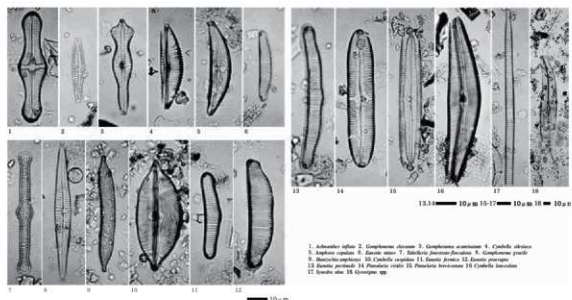 1 2 3 4 5 6
7 8 9 10 11 12
10 μm
13 14 15 16 17 18
13,14 10 μm 15-17 10 μm 18 10 μm
1. Achnanthes inflata 2. Gomphonema clavatum 3. Gomphonema acuminatum 4. Cymbella silesiaca
5. Amphora copulata 6. Eunotia minor 7. Tabellaria fenestrata-flocculosa 8. Gomphonema gracile
9. Hantzschia amphioxys 10. Cymbella cuspidata 11. Eunotia formica 12. Eunotia praerupta
13. Eunotia pectinalis 14. Pinnularia viridis 15. Pinnularia brevicostata 16. Cymbella lanceolata
17. Synedra ulna 18. Gyrosigma spp.